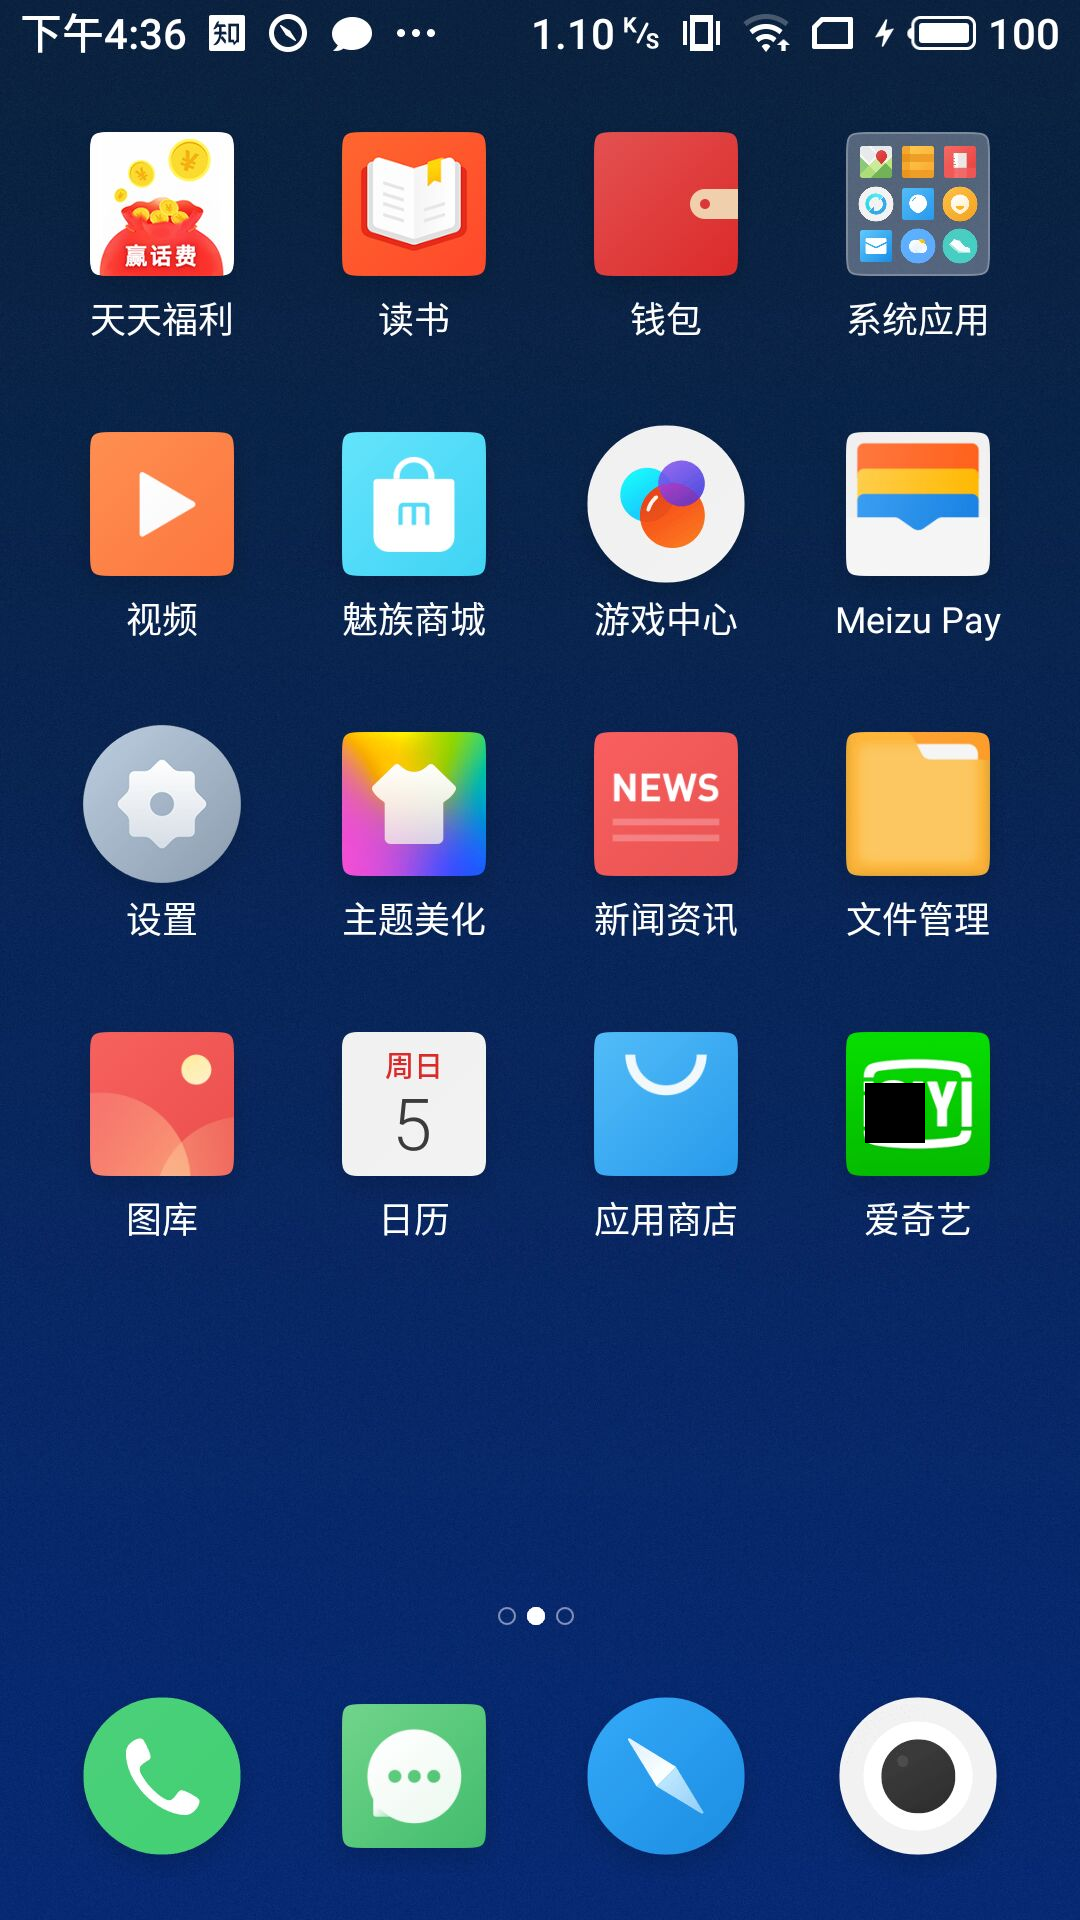 下午4:36 知 1.10 K/s 100
赢话费
天天福利 读书 钱包 系统应用
m
视频 魅族商城 游戏中心 Meizu Pay
NEWS
设置 主题美化 新闻资讯 文件管理
周日
5
YI
图库 日历 应用商店 爱奇艺